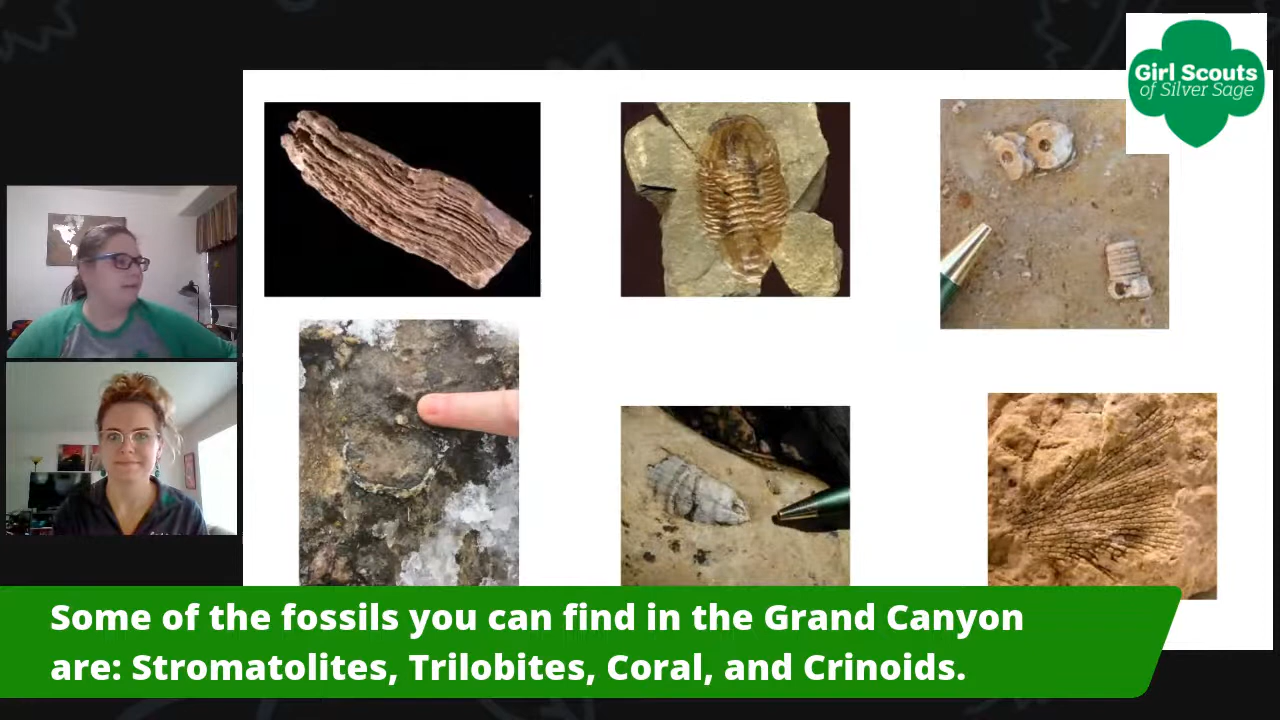 Girl Scouts
of Silver Sage
Some of the fossils you can find in the Grand Canyon
are: Stromatolites, Trilobites, Coral, and Crinoids.